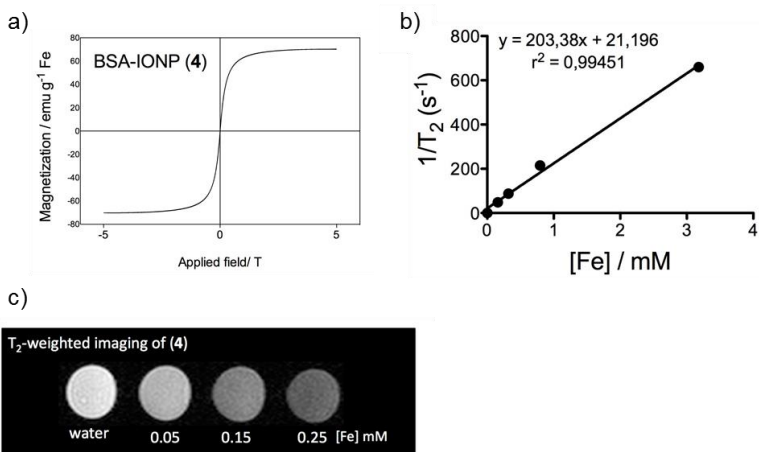 a)
BSA-IONP (4)
Magnetization / emu g⁻¹ Fe
80
60
40
20
0
-20
-40
-60
-80
-5
0
5
Applied field/ T
b)
y = 203,38x + 21,196
r² = 0,99451
1/T₂ (s⁻¹)
800
600
400
200
0
0
1
2
3
4
[Fe] / mM
c)
T₂-weighted imaging of (4)
water
0.05
0.15
0.25
[Fe] mM